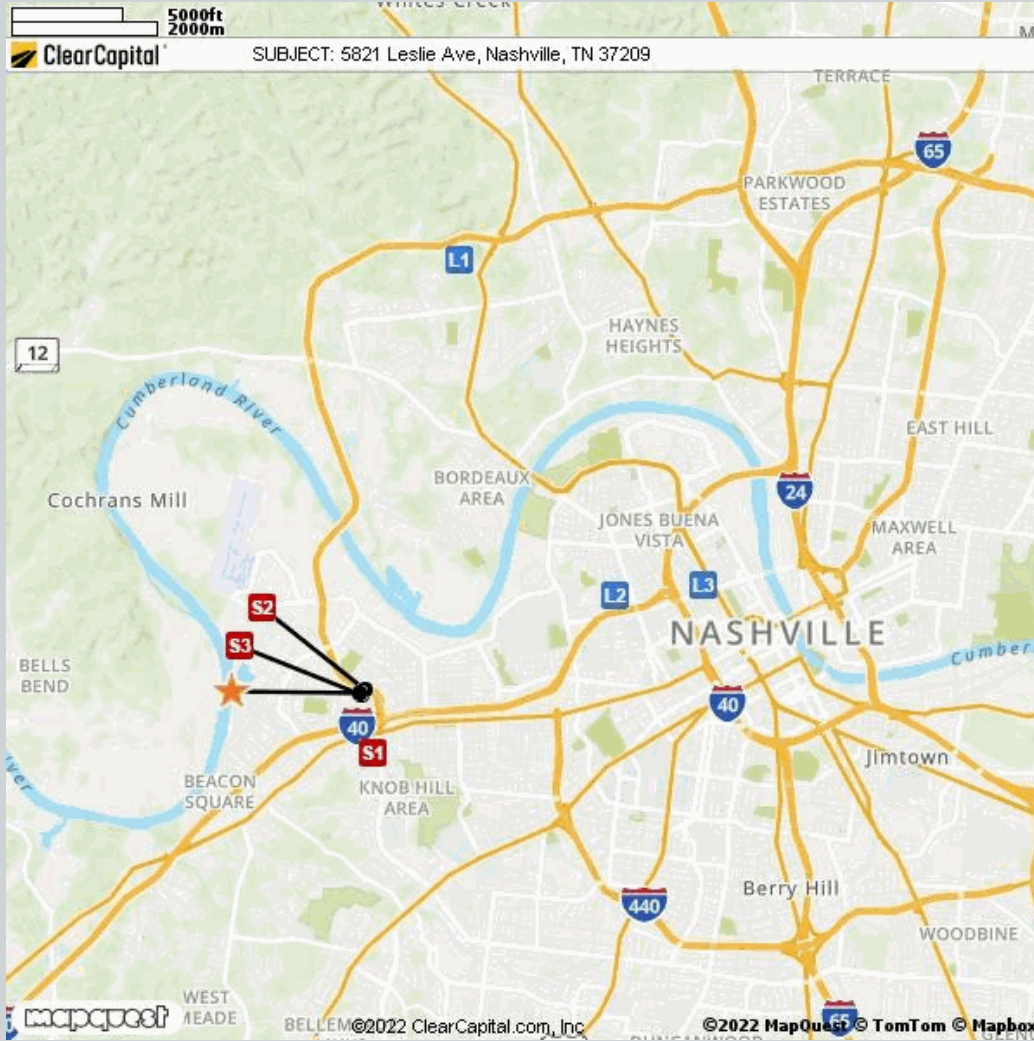 5000ft
2000m
ClearCapital
SUBJECT: 5821 Leslie Ave, Nashville, TN 37209
TERRACE
65
PARKWOOD
ESTATES
L1
HAYNES
HEIGHTS
12
Cumberland River
EAST HILL
BORDEAUX
AREA
Cochrans Mill
24
JONES BUENA
VISTA
MAXWELL
AREA
S2
L2
L3
NASHVILLE
S3
BELLS
BEND
40
40
S1
Jimtown
BEACON
SQUARE
KNOB HILL
AREA
Berry Hill
440
WOODBINE
WEST
MEADE
65
mapquest
©2022 ClearCapital.com, Inc
©2022 MapQuest © TomTom © Mapbox